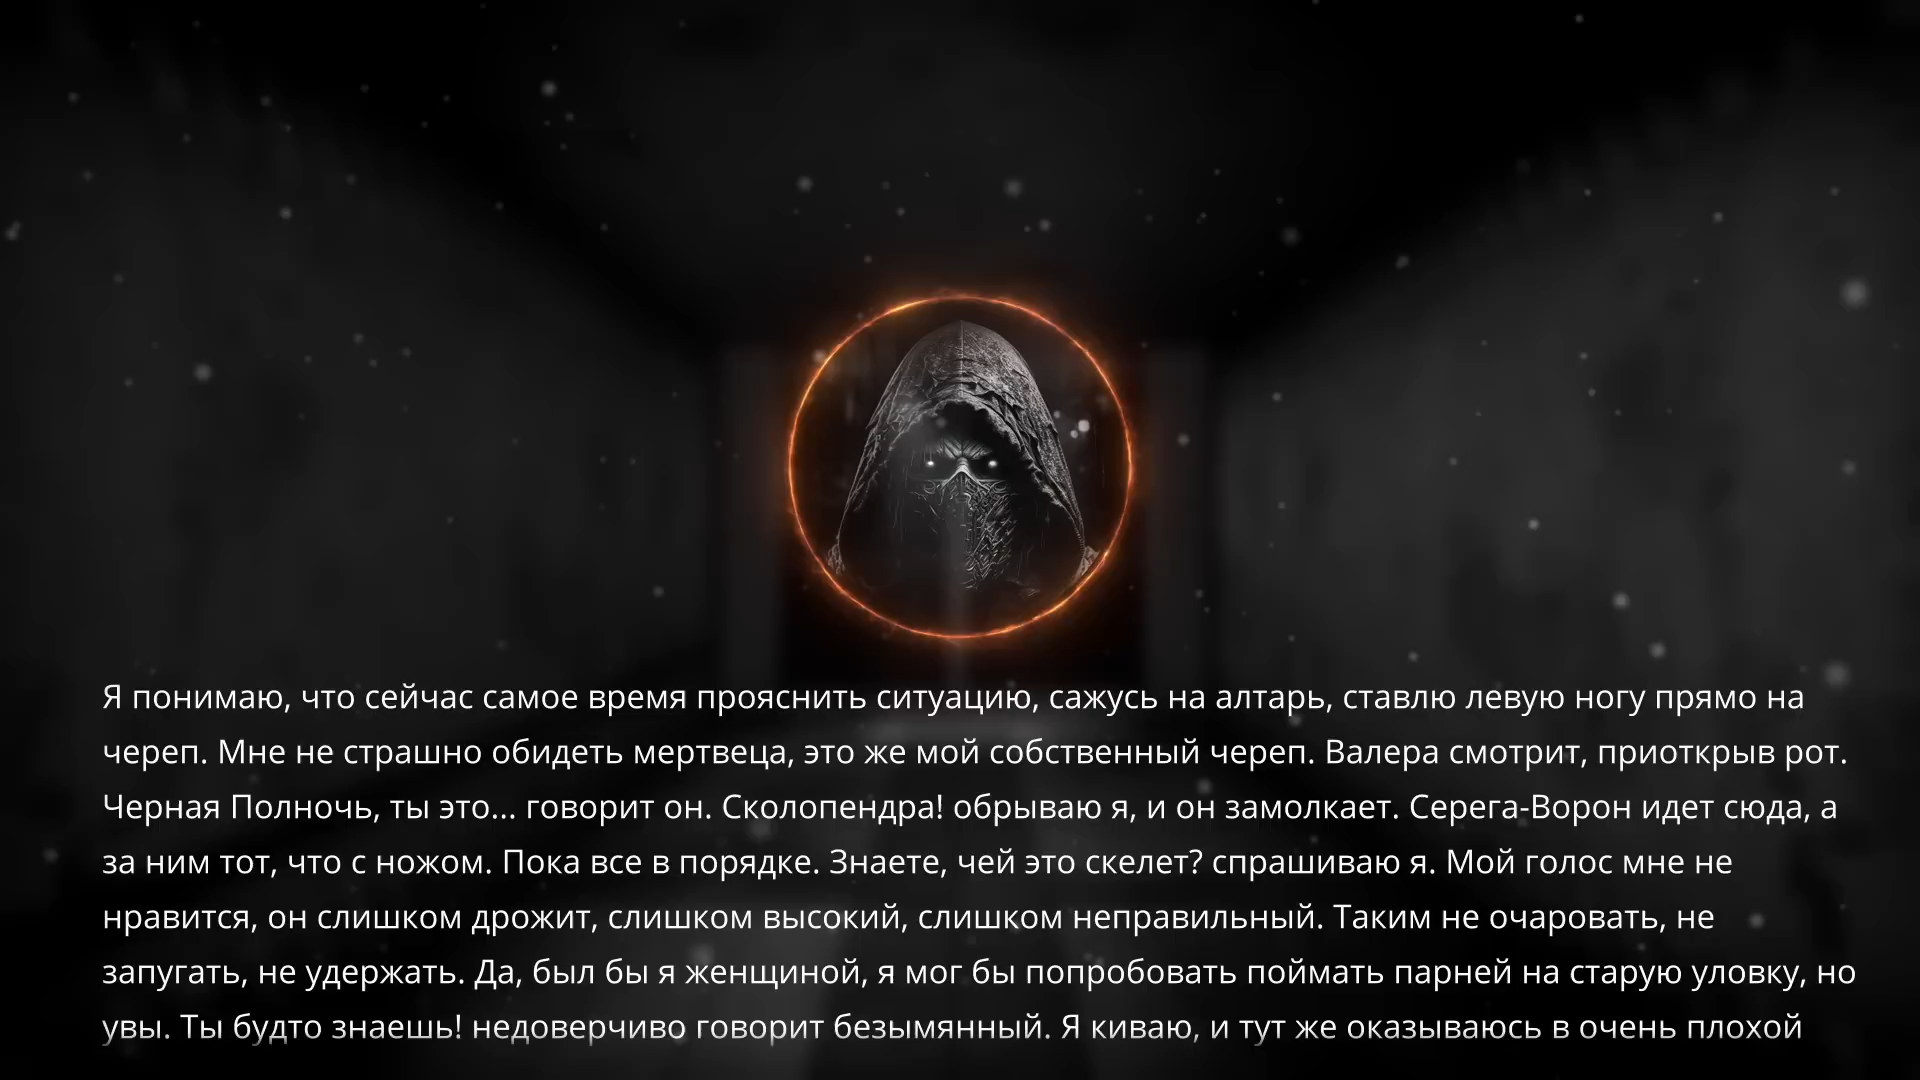 Я понимаю, что сейчас самое время прояснить ситуацию, сажусь на алтарь, ставлю левую ногу прямо на
череп. Мне не страшно обидеть мертвеца, это же мой собственный череп. Валера смотрит, приоткрыв рот.
Черная Полночь, ты это... говорит он. Сколопендра! обрываю я, и он замолкает. Серега-Ворон идет сюда, а
за ним тот, что с ножом. Пока все в порядке. Знаете, чей это скелет? спрашиваю я. Мой голос мне не
нравится, он слишком дрожит, слишком высокий, слишком неправильный. Таким не очаровать, не
запугать, не удержать. Да, был бы я женщиной, я мог бы попробовать поймать парней на старую уловку, но
увы. Ты будто знаешь! недоверчиво говорит безымянный. Я киваю, и тут же оказываюсь в очень плохой